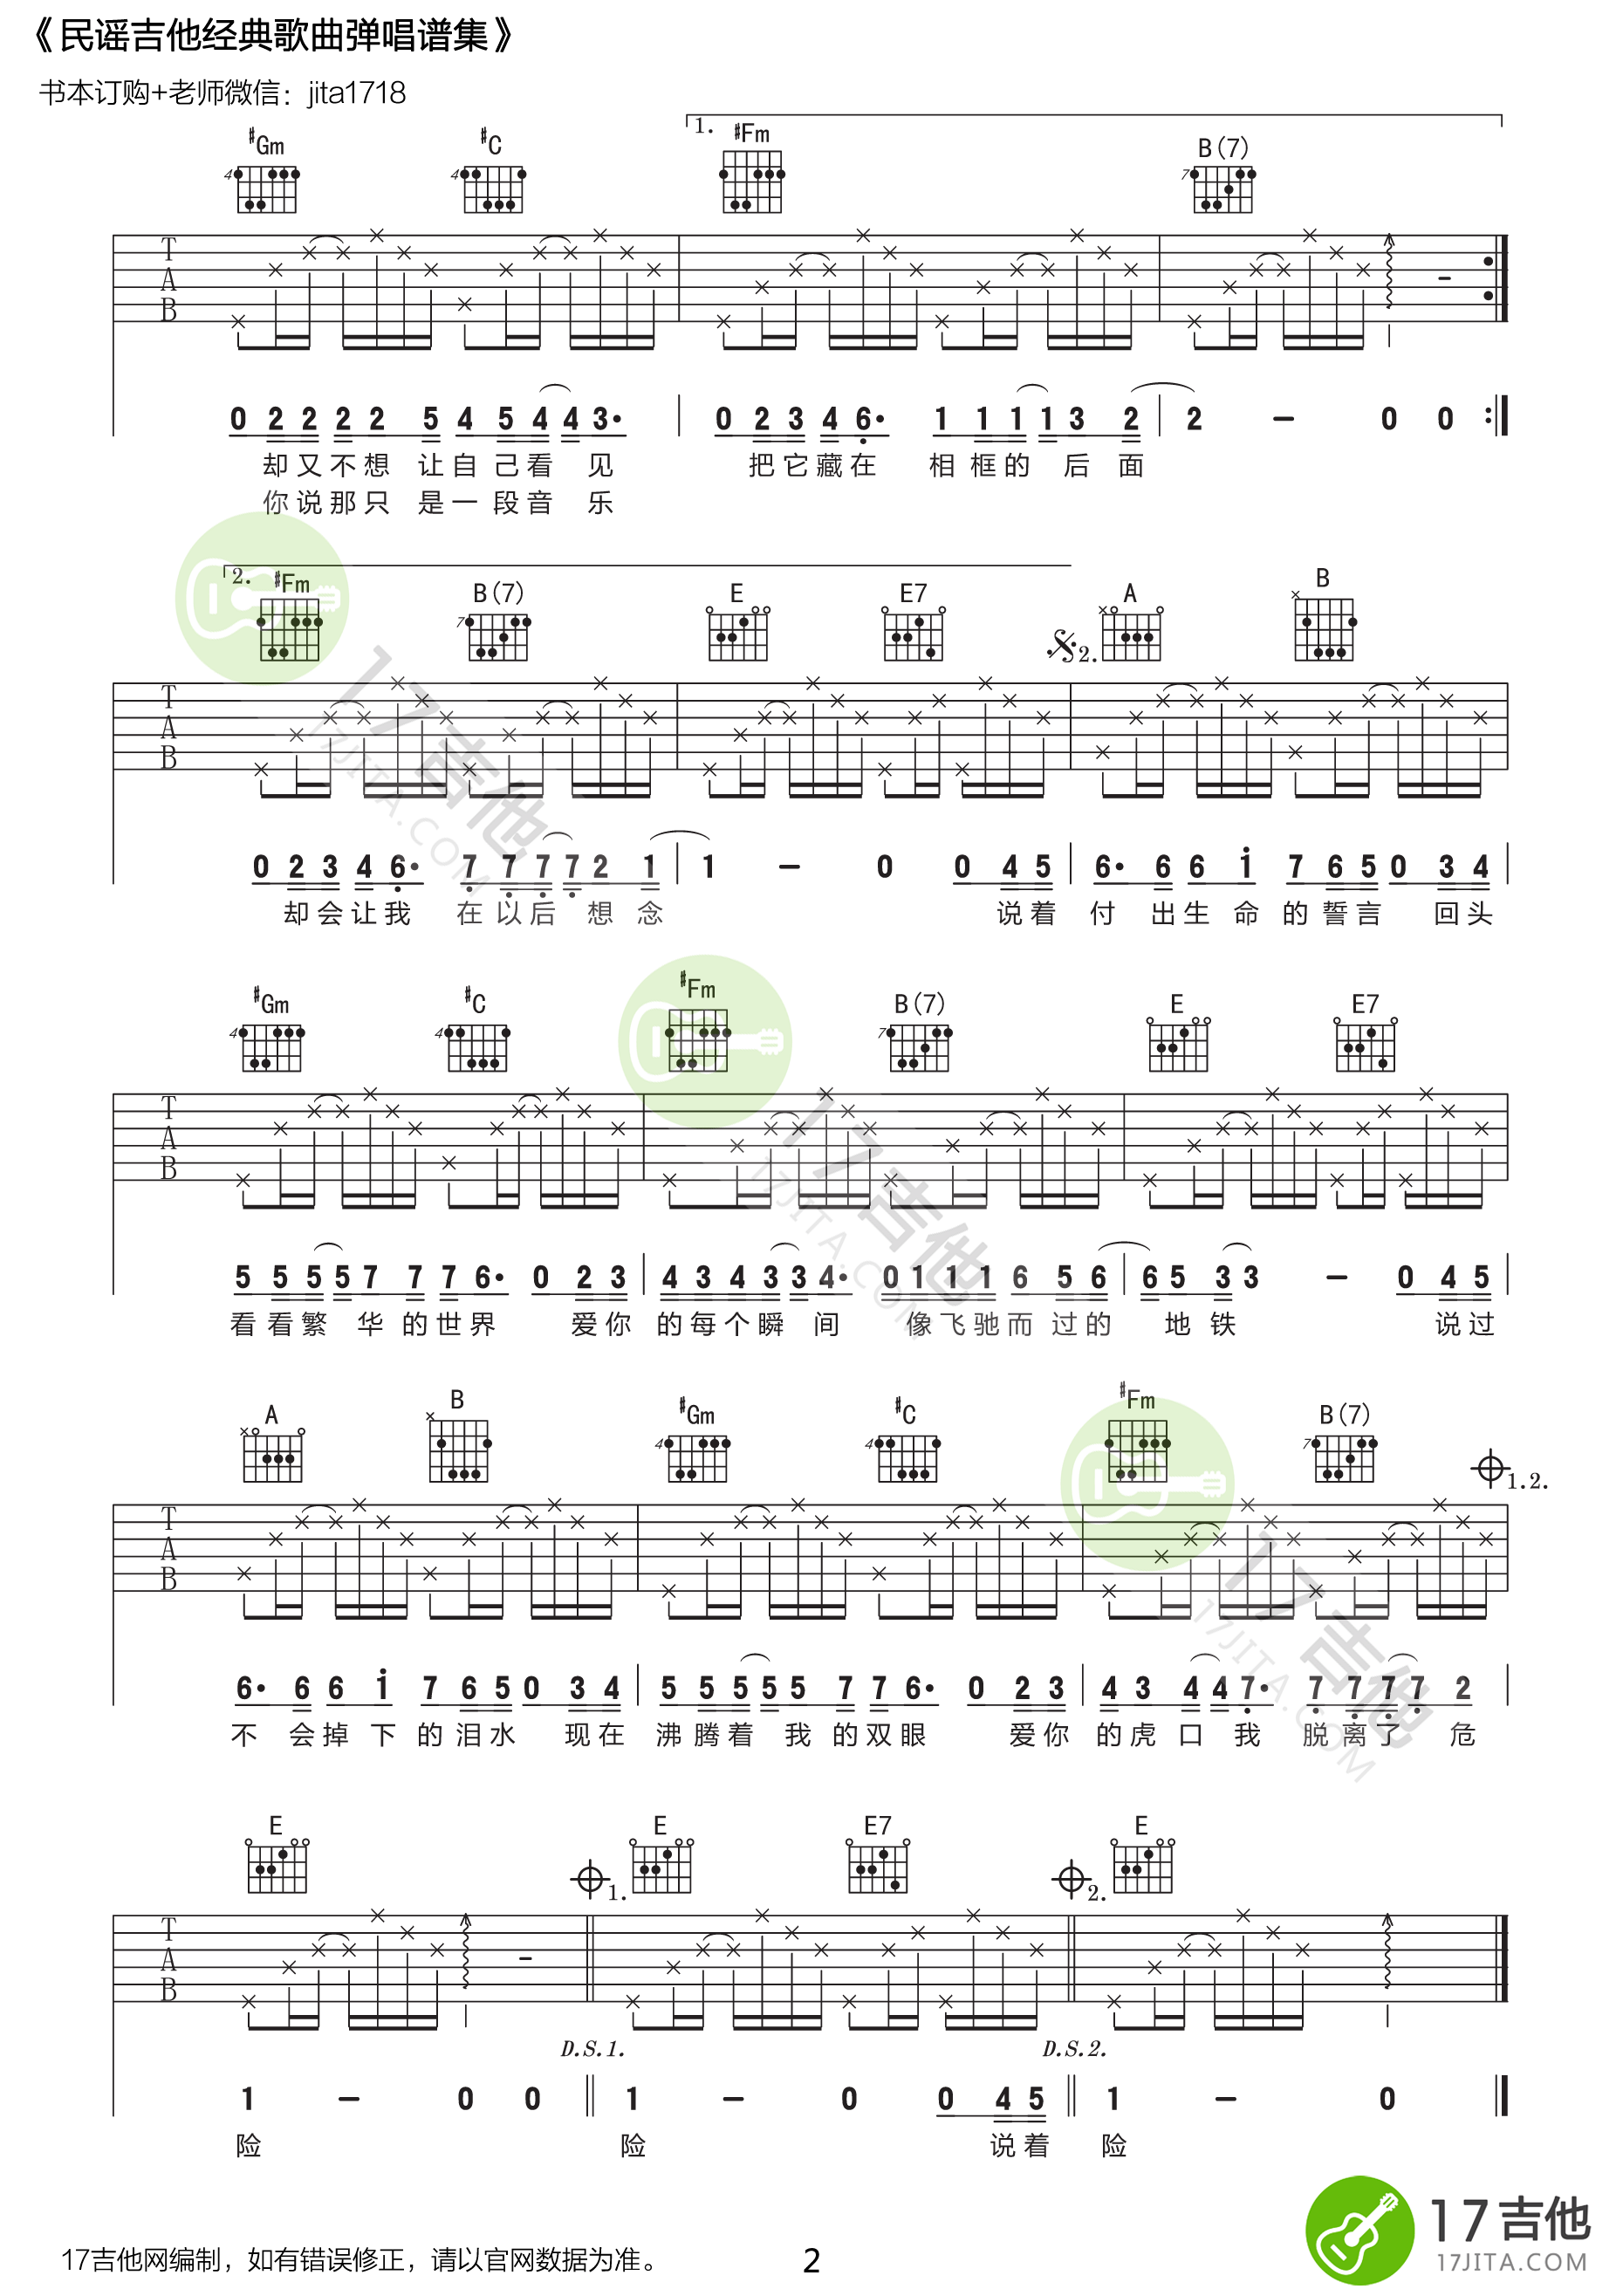 《民谣吉他经典歌曲弹唱谱集》
书本订购+老师微信：jita1718
#Gm #C 1. #Fm B(7)
4 4 7
T
A
B
0 2 2 2 2 5 4 5 4 4 3· 0 2 3 4 6· 1 1 1 1 3 2 2 – 0 0
却又不想 让自己看 见 把它藏在 相框的 后 面
你说那只 是一段音 乐
2. #Fm B(7) E E7 𝄋2. A B
7
T
A
B
0 2 3 4 6· 7 7 7 7 2 1 1 – 0 0 4 5 6· 6 6 1 7 6 5 0 3 4
却会让我 在以后 想 念 说着 付 出生 命 的誓言 回头
#Gm #C #Fm B(7) E E7
4 4 7
T
A
B
5 5 5 5 7 7 7 6· 0 2 3 4 3 4 3 3 4· 0 1 1 1 6 5 6 6 5 3 3 – 0 4 5
看看繁 华的世界 爱你 的每个瞬 间 像飞驰而 过的 地铁 说过
A B #Gm #C #Fm B(7) 1.2.
4 4 7
T
A
B
6· 6 6 1 7 6 5 0 3 4 5 5 5 5 5 7 7 6· 0 2 3 4 3 4 4 7· 7 7 7 7 2
不 会掉 下 的泪水 现在 沸腾着 我 的双眼 爱你 的虎口 我 脱离了 危
E 1. E E7 2. E
T
A
B
D.S.1. D.S.2.
1 – 0 0 1 – 0 0 4 5 1 – 0
险 险 说着 险
17吉他网编制，如有错误修正，请以官网数据为准。
2
17吉他
17JITA.COM